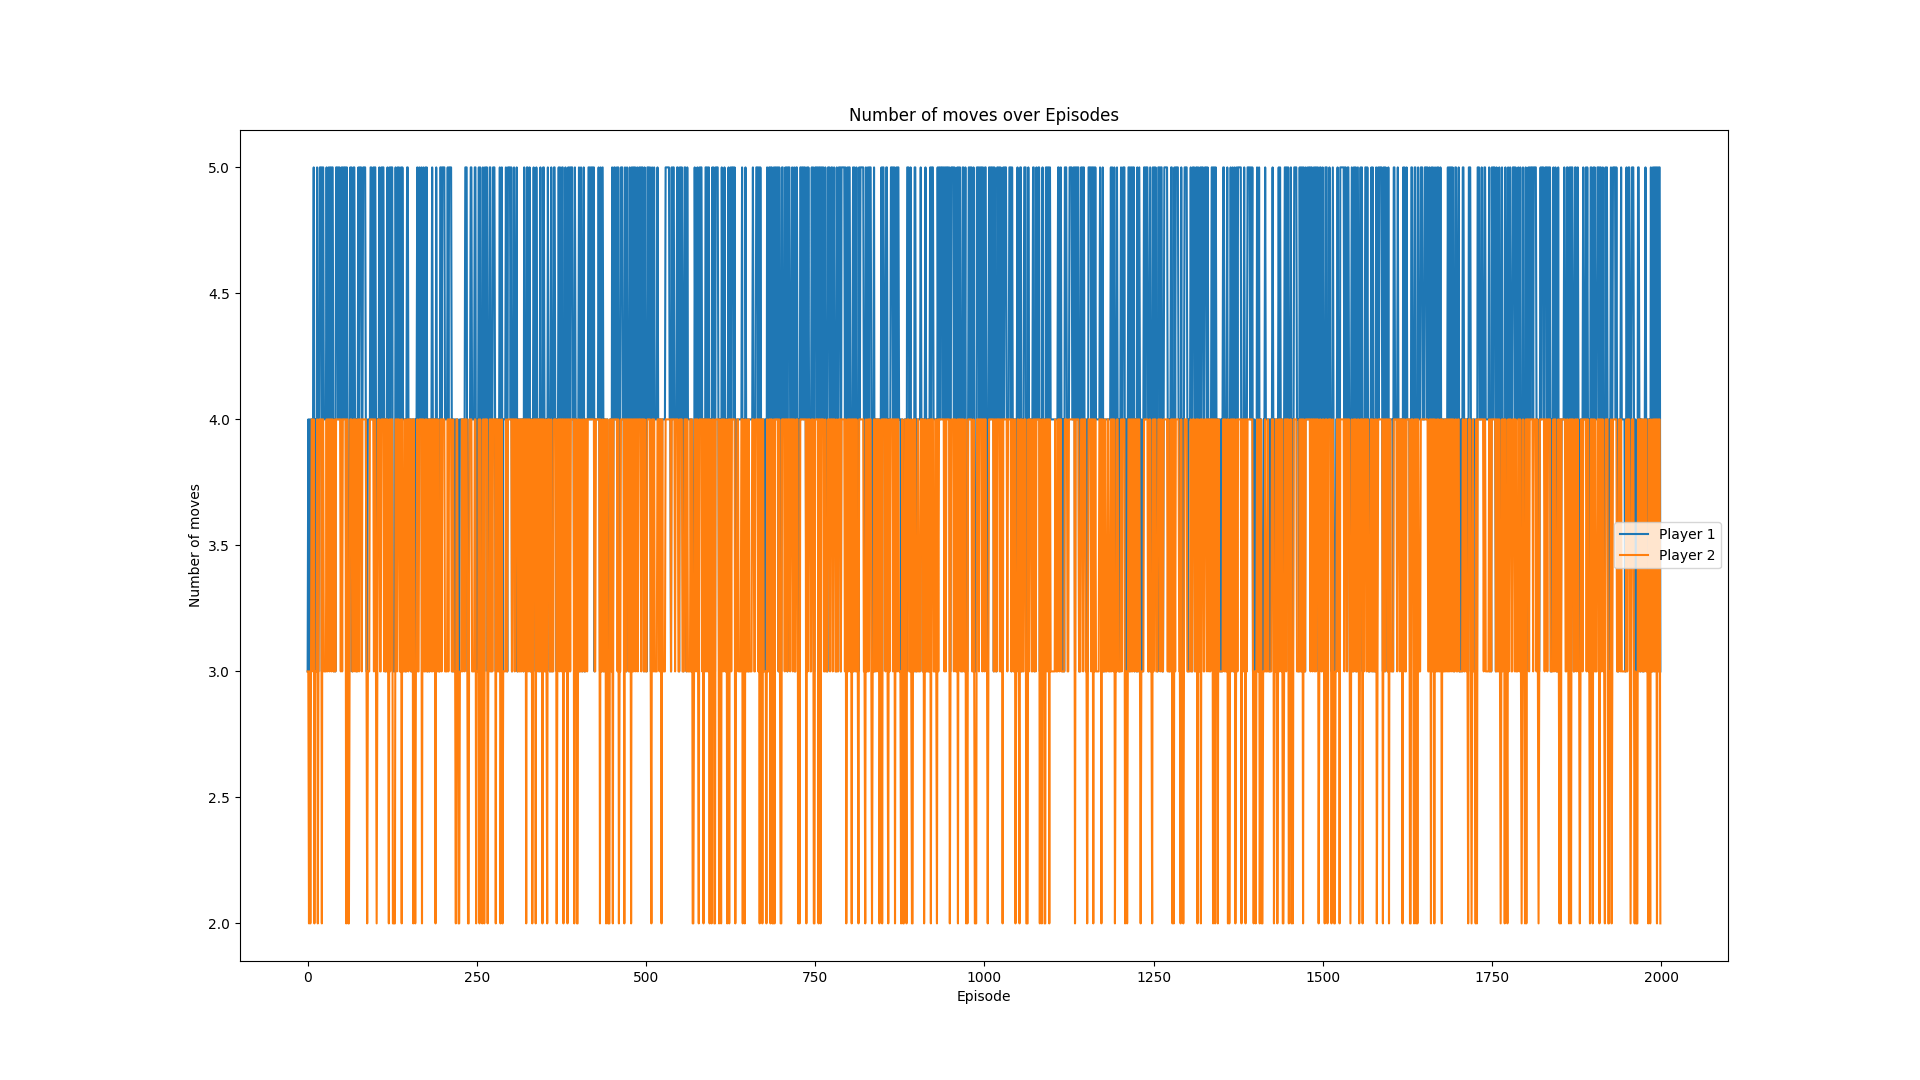 Number of moves over Episodes
5.0
4.5
4.0
3.5
3.0
2.5
2.0
Number of moves
Player 1
Player 2
0 250 500 750 1000 1250 1500 1750 2000
Episode